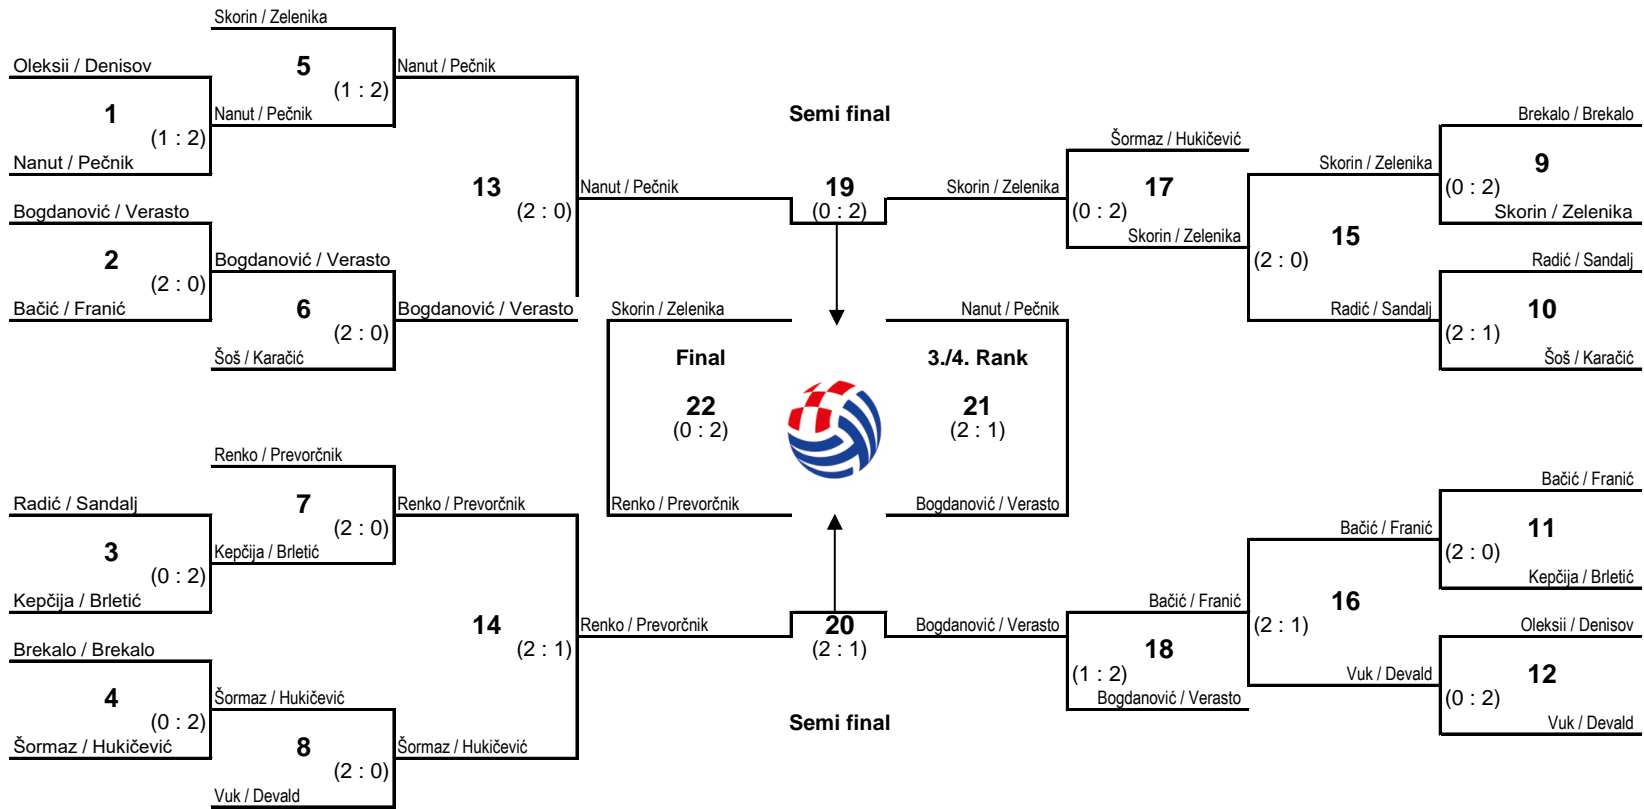 Skorin / Zelenika
5
(1 : 2)
Oleksii / Denisov
Nanut / Pečnik
1
(1 : 2)
Nanut / Pečnik
Nanut / Pečnik
13
(2 : 0)
Bogdanović / Verasto
2
(2 : 0)
Bogdanović / Verasto
Bačić / Franić
6
(2 : 0)
Bogdanović / Verasto
Šoš / Karačić
Renko / Prevorčnik
7
(2 : 0)
Radić / Sandalj
Renko / Prevorčnik
3
(0 : 2)
Kepčija / Brletić
Kepčija / Brletić
14
(2 : 1)
Brekalo / Brekalo
4
(0 : 2)
Šormaz / Hukičević
Šormaz / Hukičević
8
(2 : 0)
Šormaz / Hukičević
Vuk / Devald
Semi final
Nanut / Pečnik
19
(0 : 2)
Skorin / Zelenika
Skorin / Zelenika
Final
22
(0 : 2)
Renko / Prevorčnik
Nanut / Pečnik
3./4. Rank
21
(2 : 1)
Bogdanović / Verasto
Renko / Prevorčnik
20
(2 : 1)
Bogdanović / Verasto
Semi final
Šormaz / Hukičević
17
(0 : 2)
Skorin / Zelenika
Skorin / Zelenika
15
(2 : 0)
Radić / Sandalj
Brekalo / Brekalo
9
(0 : 2)
Skorin / Zelenika
Radić / Sandalj
10
(2 : 1)
Šoš / Karačić
Bačić / Franić
11
(2 : 0)
Kepčija / Brletić
Bačić / Franić
16
(2 : 1)
Vuk / Devald
Bačić / Franić
18
(1 : 2)
Bogdanović / Verasto
Oleksii / Denisov
12
(0 : 2)
Vuk / Devald